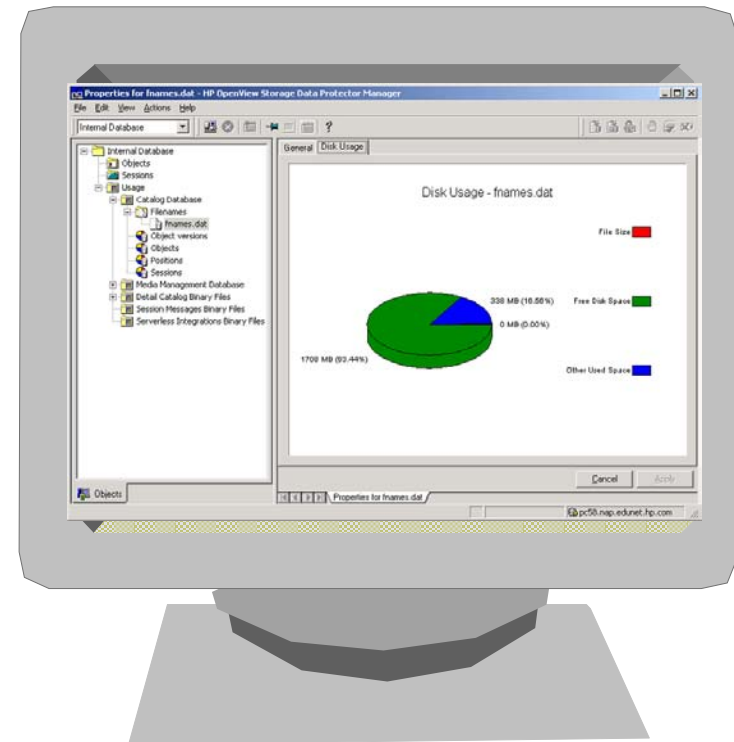 Properties for fnames.dat - HP OpenView Storage Data Protector Manager
File Edit View Actions Help
Internal Database
Internal Database
Objects
Sessions
Usage
Catalog Database
Filenames
fnames.dat
Object versions
Objects
Positions
Sessions
Media Management Database
Detail Catalog Binary Files
Session Messages Binary Files
Serverless Integrations Binary Files
Objects
General Disk Usage
Disk Usage - fnames.dat
File Size
338 MB (16.56%) Free Disk Space
0 MB (0.00%)
1708 MB (83.44%)
Other Used Space
Cancel Apply
Properties for fnames.dat
pc58.nap.edunet.hp.com